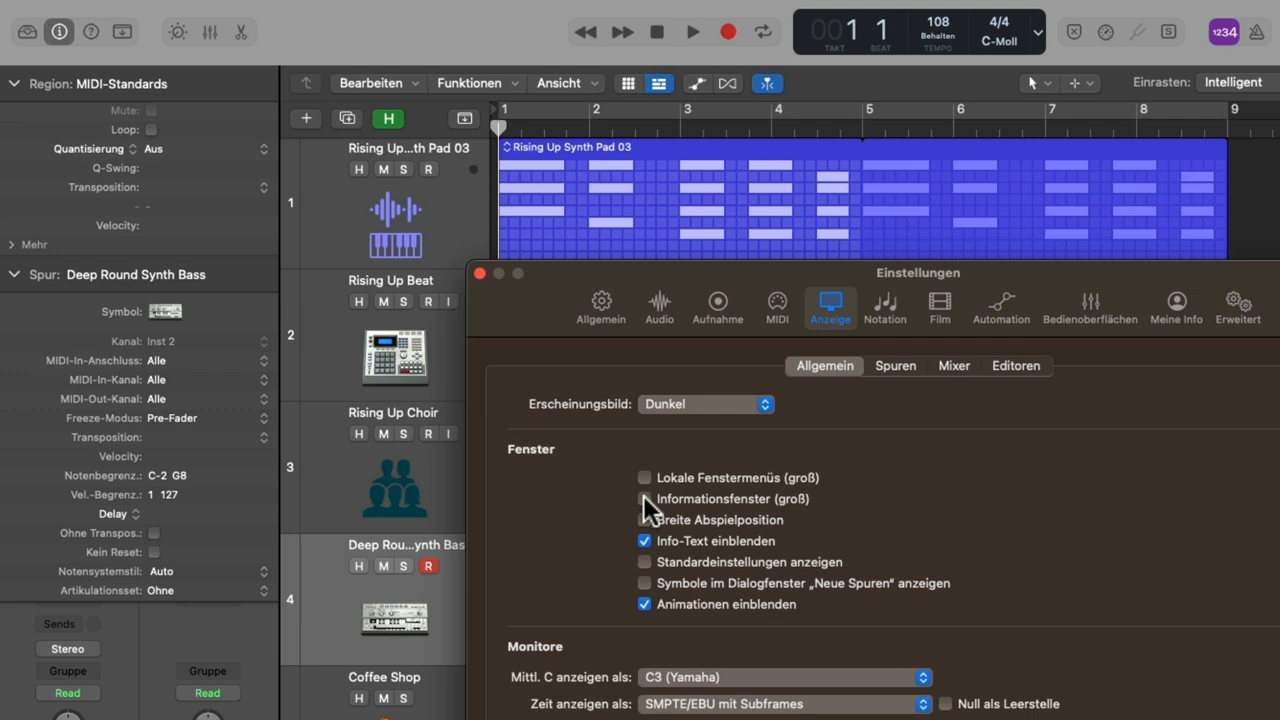 1 1
TAKT BEAT
108
Behalten
TEMPO
4/4
C-Moll
1234
Region: MIDI-Standards
Mute:
Loop:
Quantisierung Aus
Q-Swing:
Transposition:
Velocity:
Mehr
Spur: Deep Round Synth Bass
Symbol:
Kanal: Inst 2
MIDI-In-Anschluss: Alle
MIDI-In-Kanal: Alle
MIDI-Out-Kanal: Alle
Freeze-Modus: Pre-Fader
Transposition:
Velocity:
Notenbegrenz.: C-2 G8
Vel.-Begrenz.: 1 127
Delay
Ohne Transpos.:
Kein Reset:
Notensystemstil: Auto
Artikulationsset: Ohne
Sends
Stereo
Gruppe Gruppe
Read Read
Bearbeiten Funktionen Ansicht
Einrasten: Intelligent
H
1 2 3 4 5 6 7 8 9
1
Rising Up...th Pad 03
H M S R
Rising Up Synth Pad 03
2
Rising Up Beat
H M S R I
3
Rising Up Choir
H M S R I
4
Deep Rou...ynth Bas
H M S R
Coffee Shop
H M S
Einstellungen
Allgemein Audio Aufnahme MIDI Anzeige Notation Film Automation Bedienoberflächen Meine Info Erweitert
Allgemein Spuren Mixer Editoren
Erscheinungsbild: Dunkel
Fenster
Lokale Fenstermenüs (groß)
Informationsfenster (groß)
Breite Abspielposition
Info-Text einblenden
Standardeinstellungen anzeigen
Symbole im Dialogfenster „Neue Spuren“ anzeigen
Animationen einblenden
Monitore
Mittl. C anzeigen als: C3 (Yamaha)
Zeit anzeigen als: SMPTE/EBU mit Subframes Null als Leerstelle